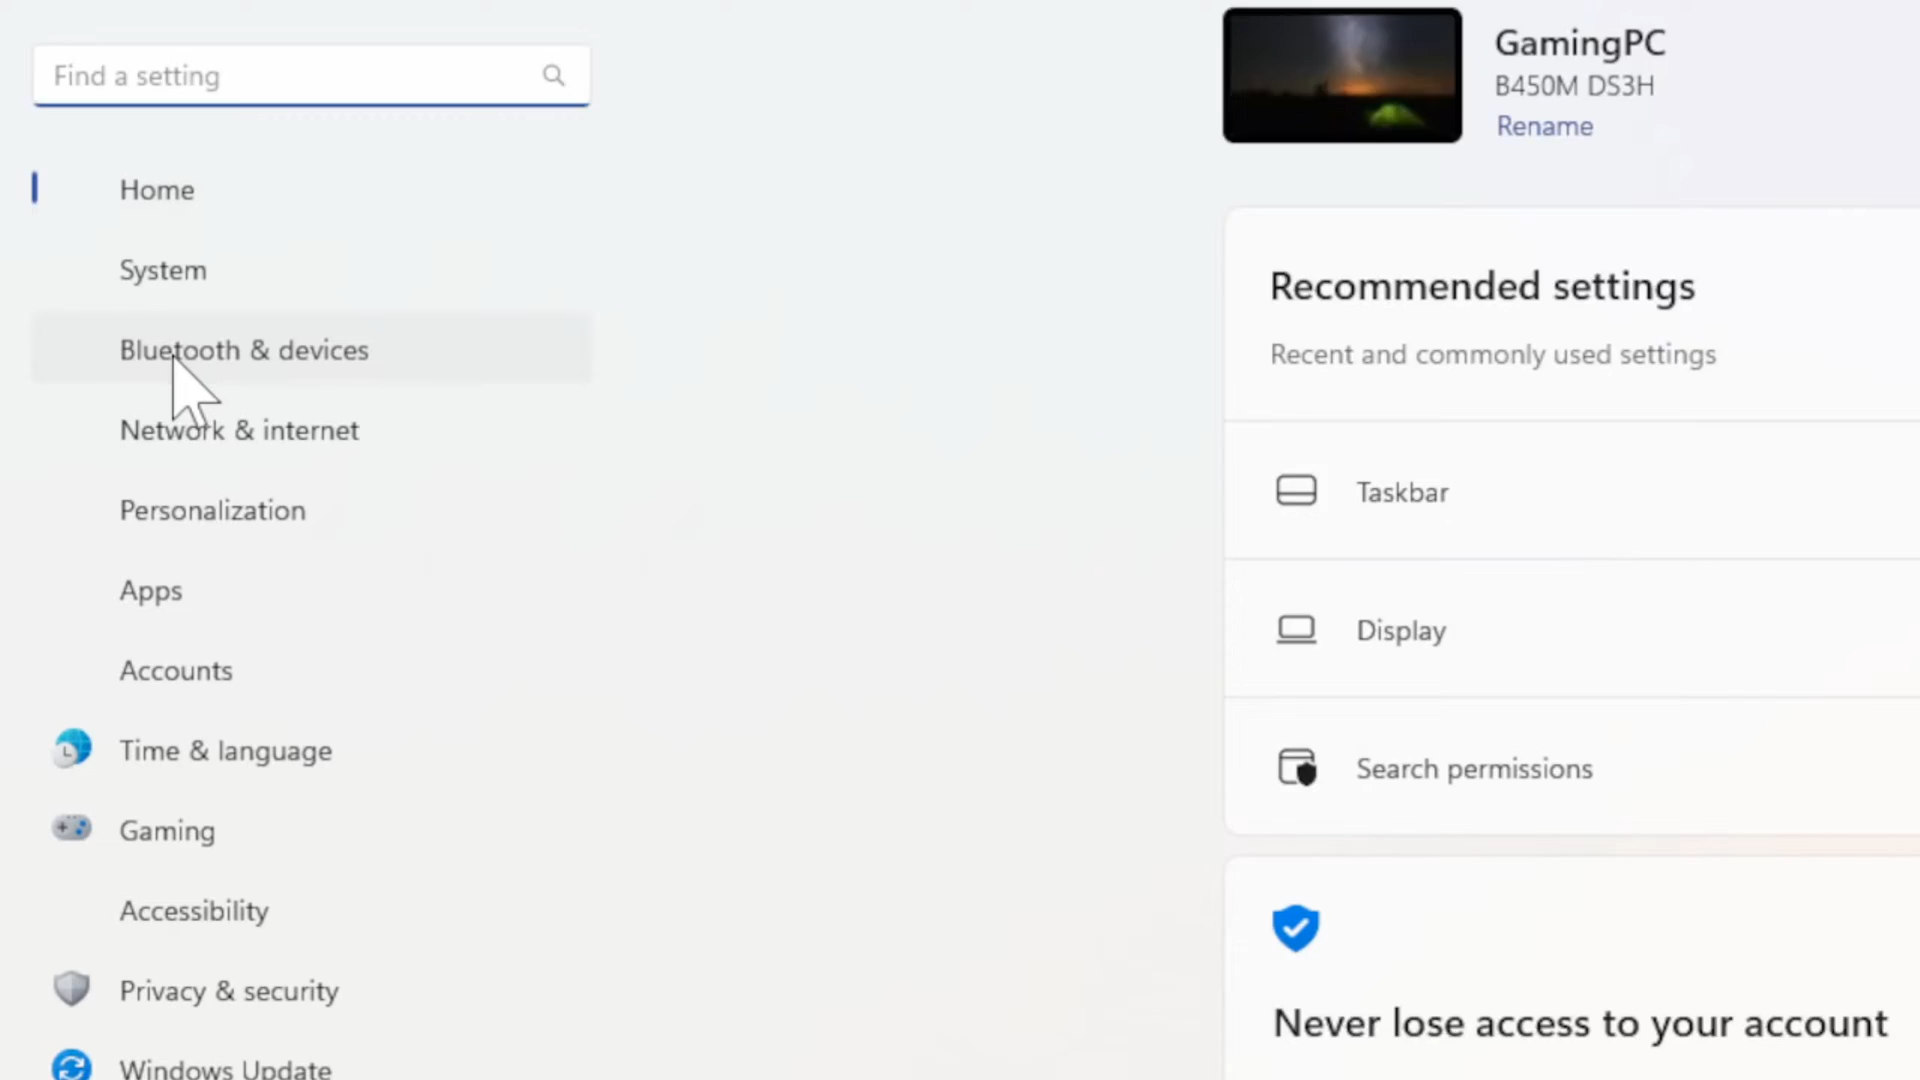 Find a setting
Home
System
Bluetooth & devices
Network & internet
Personalization
Apps
Accounts
Time & language
Gaming
Accessibility
Privacy & security
Windows Update
GamingPC
B450M DS3H
Rename
Recommended settings
Recent and commonly used settings
Taskbar
Display
Search permissions
Never lose access to your account